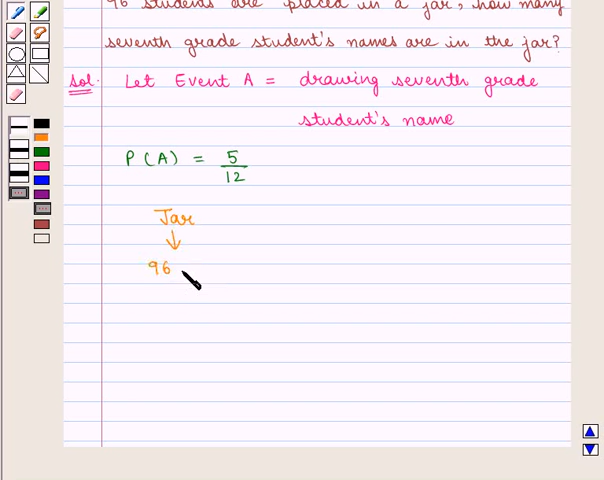 96 students are placed in a jar, how many
seventh grade student's names are in the jar?
Sol. Let Event A = drawing seventh grade
student's name
P(A) = 5/12
Jar
↓
96